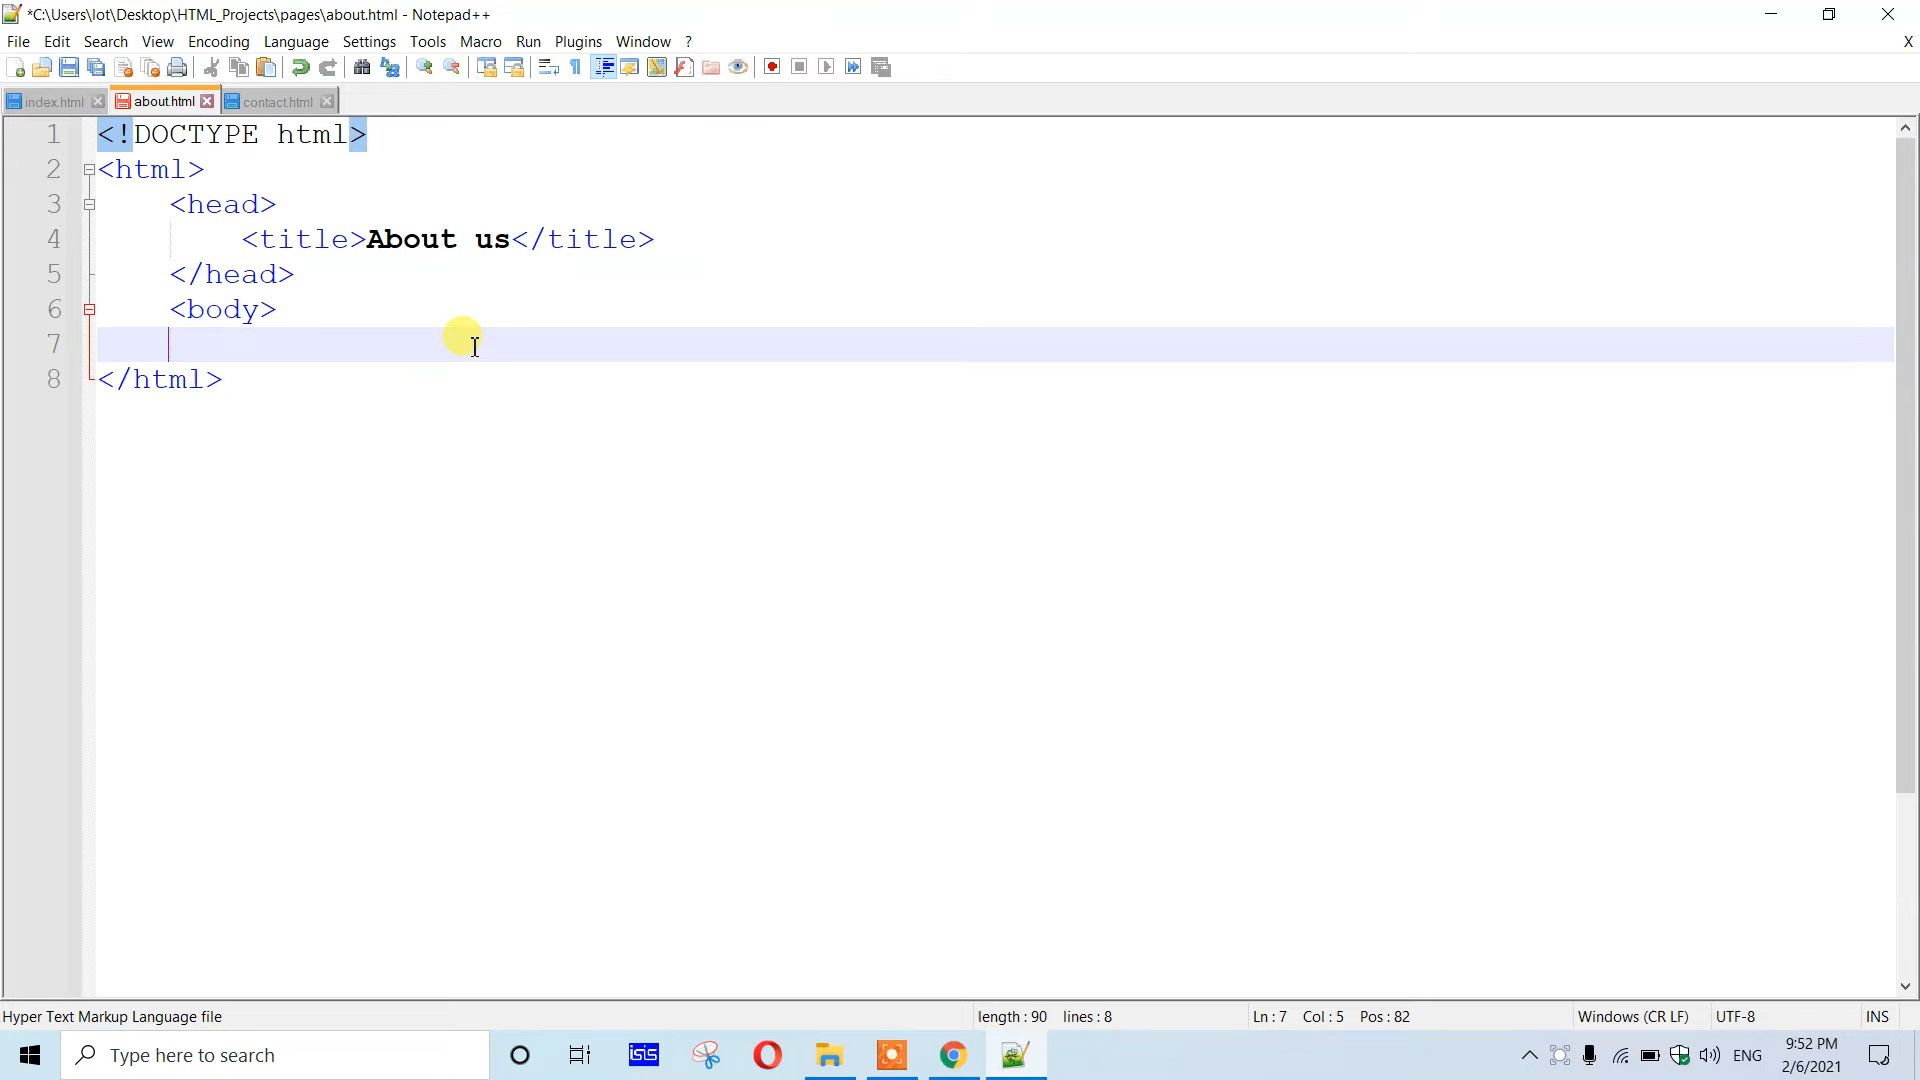 *C:\Users\Iot\Desktop\HTML_Projects\pages\about.html - Notepad++
File Edit Search View Encoding Language Settings Tools Macro Run Plugins Window ? X
index.html about.html contact.html
1 <!DOCTYPE html>
2 <html>
3 <head>
4 <title>About us</title>
5 </head>
6 <body>
7
8 </html>
Hyper Text Markup Language file length : 90 lines : 8 Ln : 7 Col : 5 Pos : 82 Windows (CR LF) UTF-8 INS
Type here to search isis ENG 9:52 PM
2/6/2021